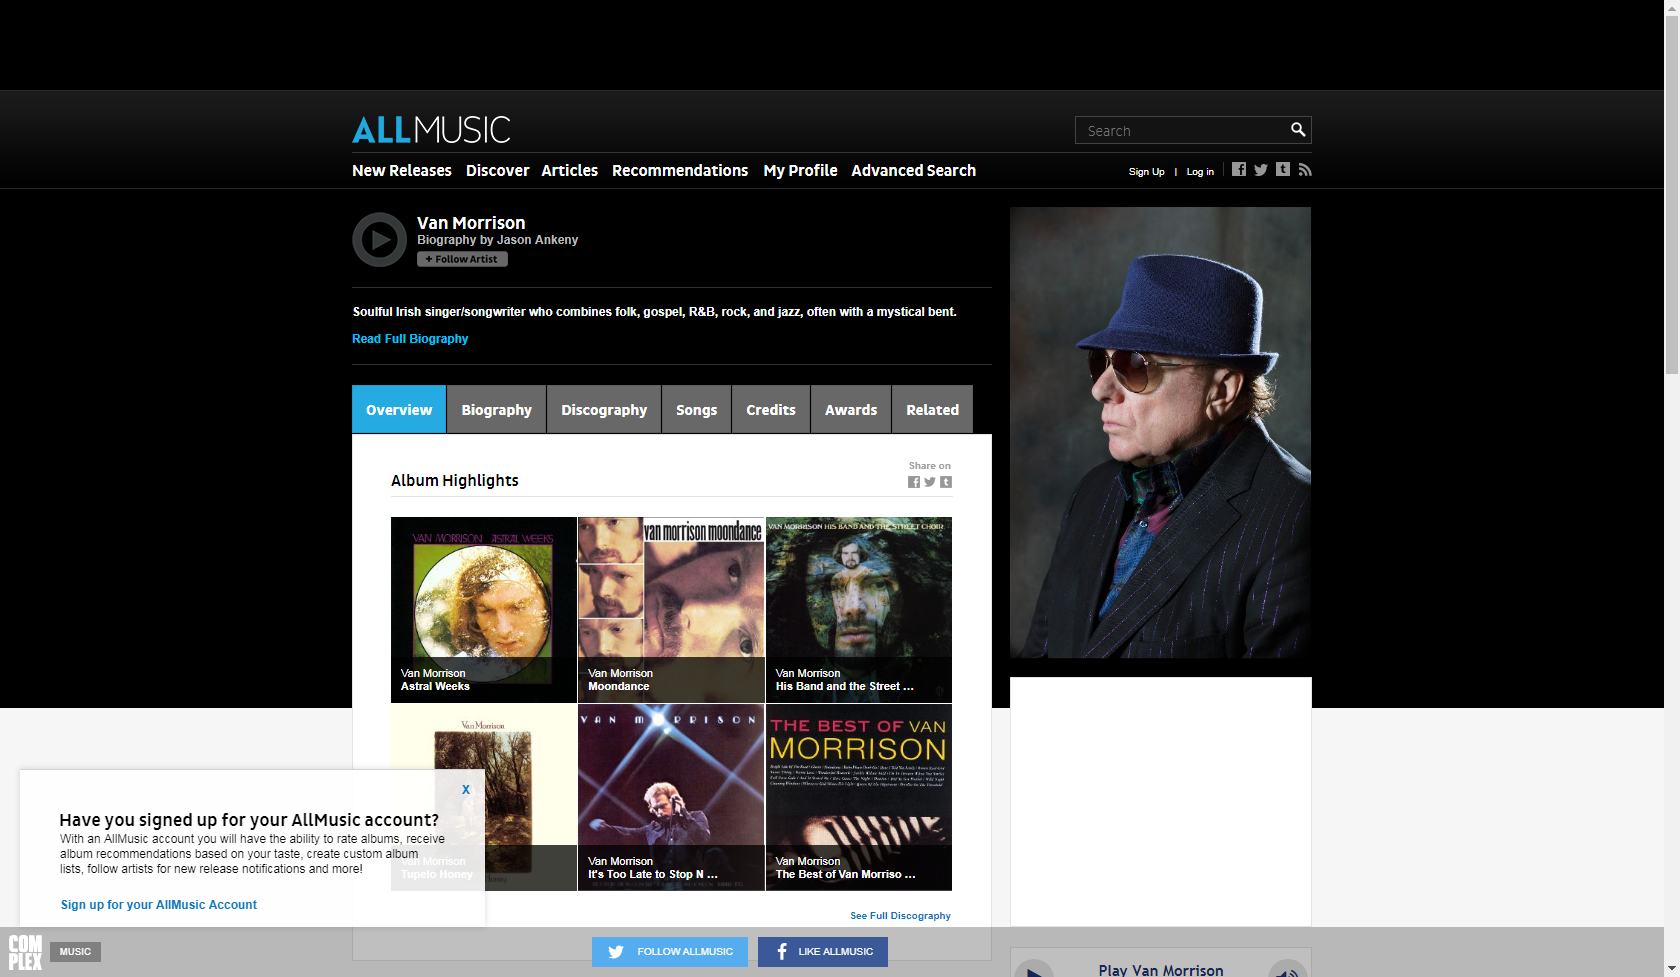 ALLMUSIC
Search
New Releases Discover Articles Recommendations My Profile Advanced Search
Sign Up | Log in
Van Morrison
Biography by Jason Ankeny
+ Follow Artist
Soulful Irish singer/songwriter who combines folk, gospel, R&B, rock, and jazz, often with a mystical bent.
Read Full Biography
Overview Biography Discography Songs Credits Awards Related
Share on
Album Highlights
VAN MORRISON ASTRAL WEEKS
van morrison moondance
VAN MORRISON HIS BAND AND THE STREET CHOIR
Van Morrison
Astral Weeks
Van Morrison
Moondance
Van Morrison
His Band and the Street ...
Van Morrison
VAN MORRISON
THE BEST OF VAN
MORRISON
Van Morrison
Tupelo Honey
Van Morrison
It's Too Late to Stop N ...
Van Morrison
The Best of Van Morriso ...
See Full Discography
X
Have you signed up for your AllMusic account?
With an AllMusic account you will have the ability to rate albums, receive
album recommendations based on your taste, create custom album
lists, follow artists for new release notifications and more!
Sign up for your AllMusic Account
COM
PLEX
MUSIC
FOLLOW ALLMUSIC
LIKE ALLMUSIC
Play Van Morrison